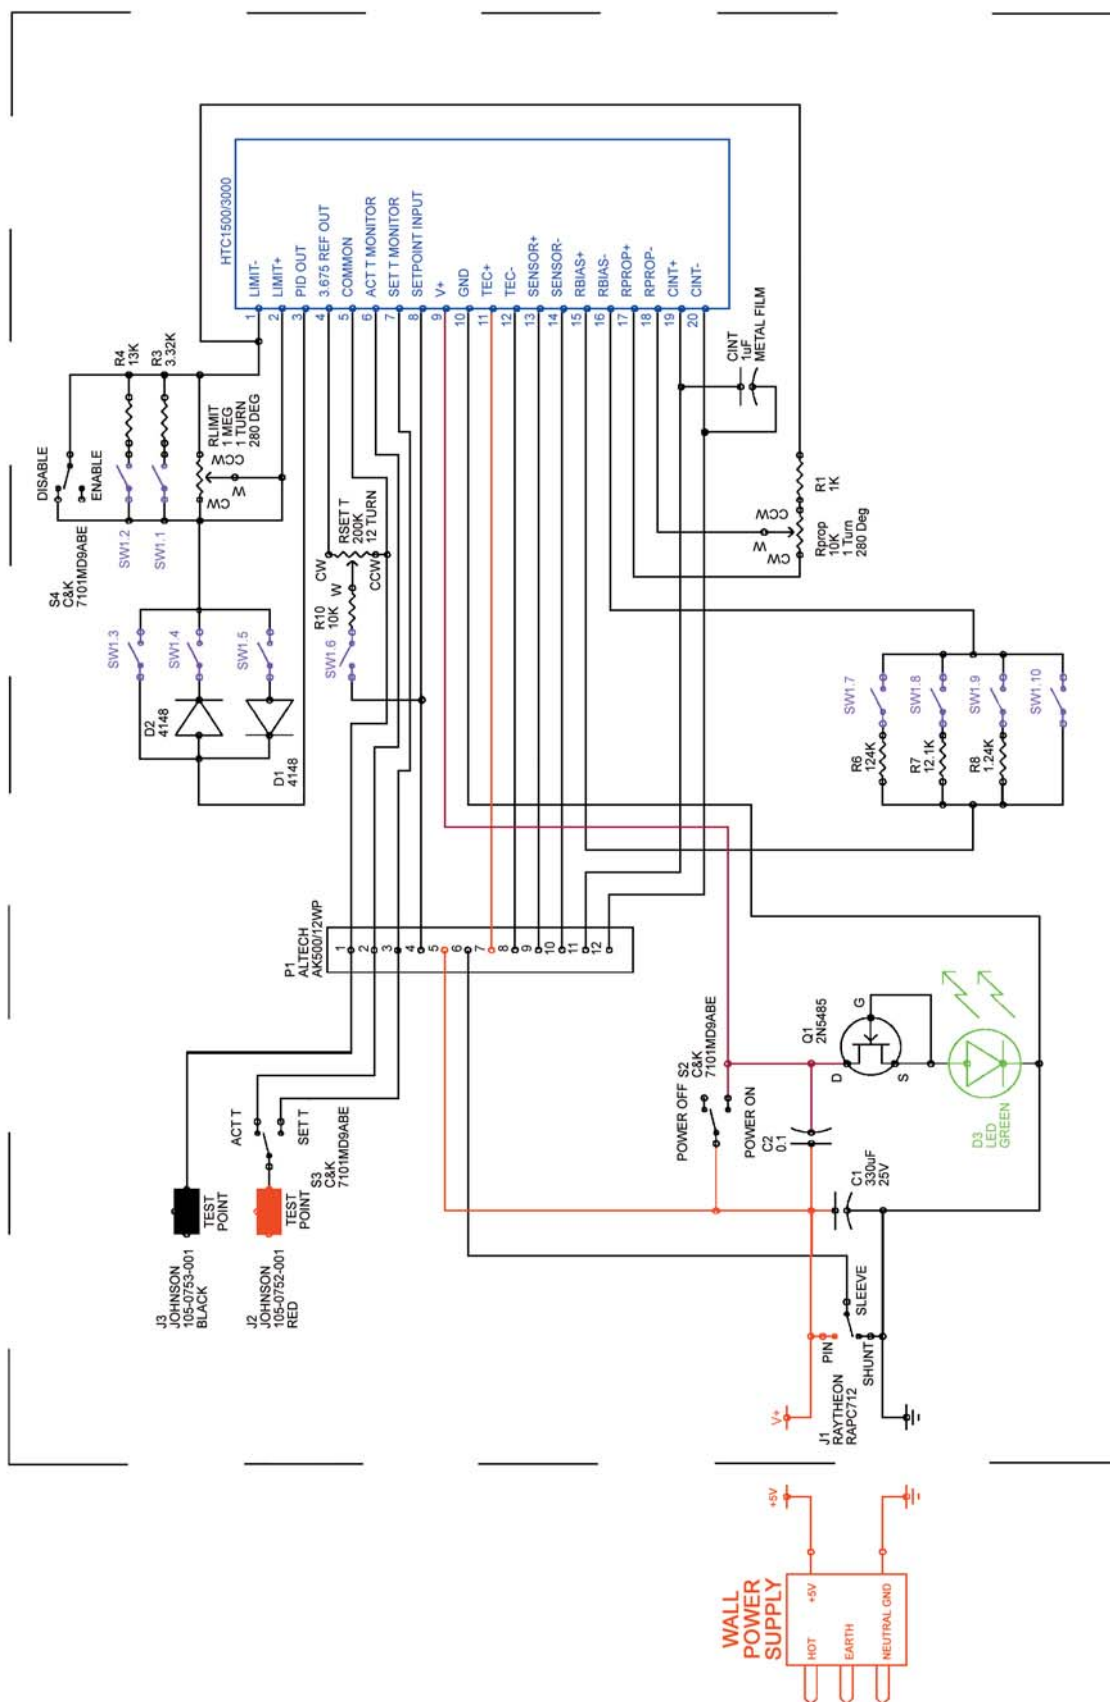 HTC1500/3000
LIMIT-
LIMIT+
PID OUT
3.675 REF OUT
COMMON
ACT T MONITOR
SET T MONITOR
SETPOINT INPUT
V+
GND
TEC+
TEC-
SENSOR+
SENSOR-
RBIAS+
RBIAS-
RPROP+
RPROP-
CINT+
CINT-
1
2
3
4
5
6
7
8
9
10
11
12
13
14
15
16
17
18
19
20
DISABLE
ENABLE
S4
C&K
7101MD9ABE
R4
13K
R3
3.32K
SW1.2
SW1.1
RLIMIT
1 MEG
1 TURN
280 DEG
CCW
W
CW
SW1.3
SW1.4
SW1.5
D2
4148
D1
4148
RSET T
200K
12 TURN
CW
W
CCW
R10
10K
SW1.6
CINT
1uF
METAL FILM
R1
1K
CCW
W
CW
Rprop
10K
1 Turn
280 Deg
SW1.7
SW1.8
SW1.9
SW1.10
R6
124K
R7
12.1K
R8
1.24K
P1
ALTECH
AK500/12WP
1
2
3
4
5
6
7
8
9
10
11
12
ACT T
SET T
S3
C&K
7101MD9ABE
TEST
POINT
TEST
POINT
J3
JOHNSON
105-0753-001
BLACK
J2
JOHNSON
105-0752-001
RED
POWER OFF
POWER ON
S2
C&K
7101MD9ABE
C2
0.1
Q1
2N5485
G
D
S
D3
LED
GREEN
C1
330uF
25V
SLEEVE
PIN
SHUNT
J1
RAYTHEON
RAPC712
V+
+5V
WALL
POWER
SUPPLY
HOT
+5V
EARTH
NEUTRAL GND